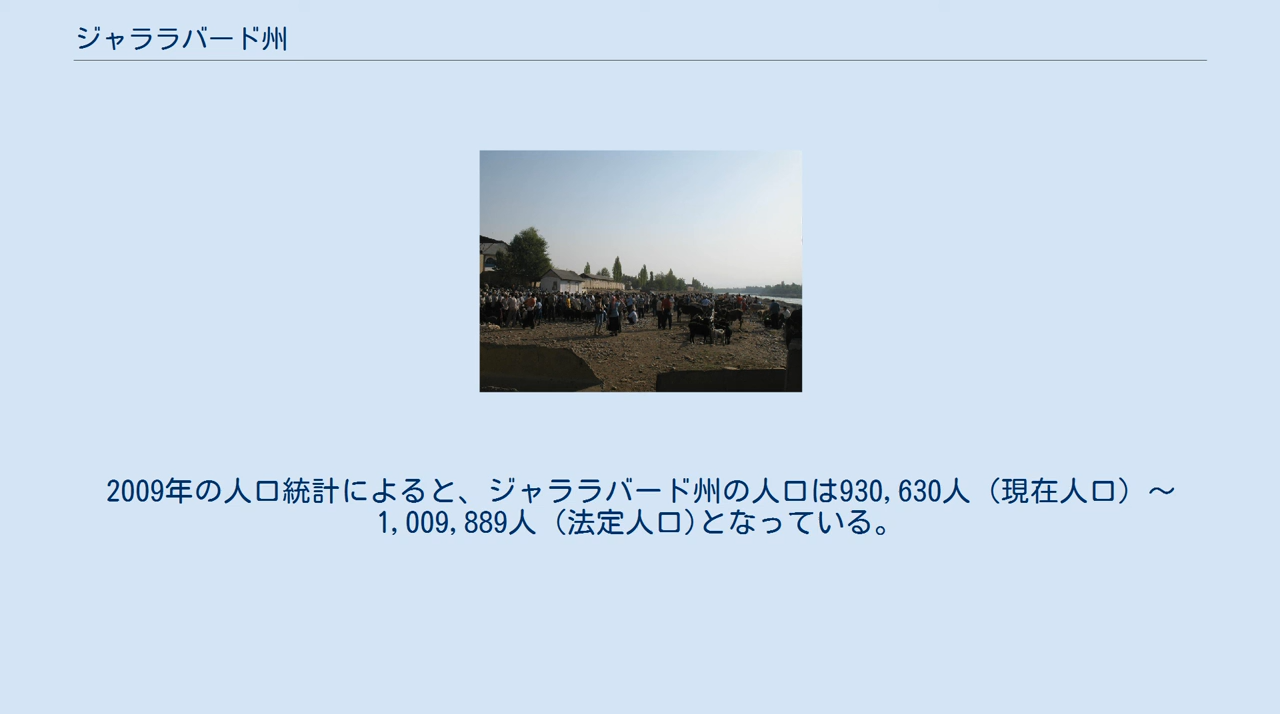 ジャララバード州
2009年の人口統計によると、ジャララバード州の人口は930,630人（現在人口）～
1,009,889人（法定人口)となっている。